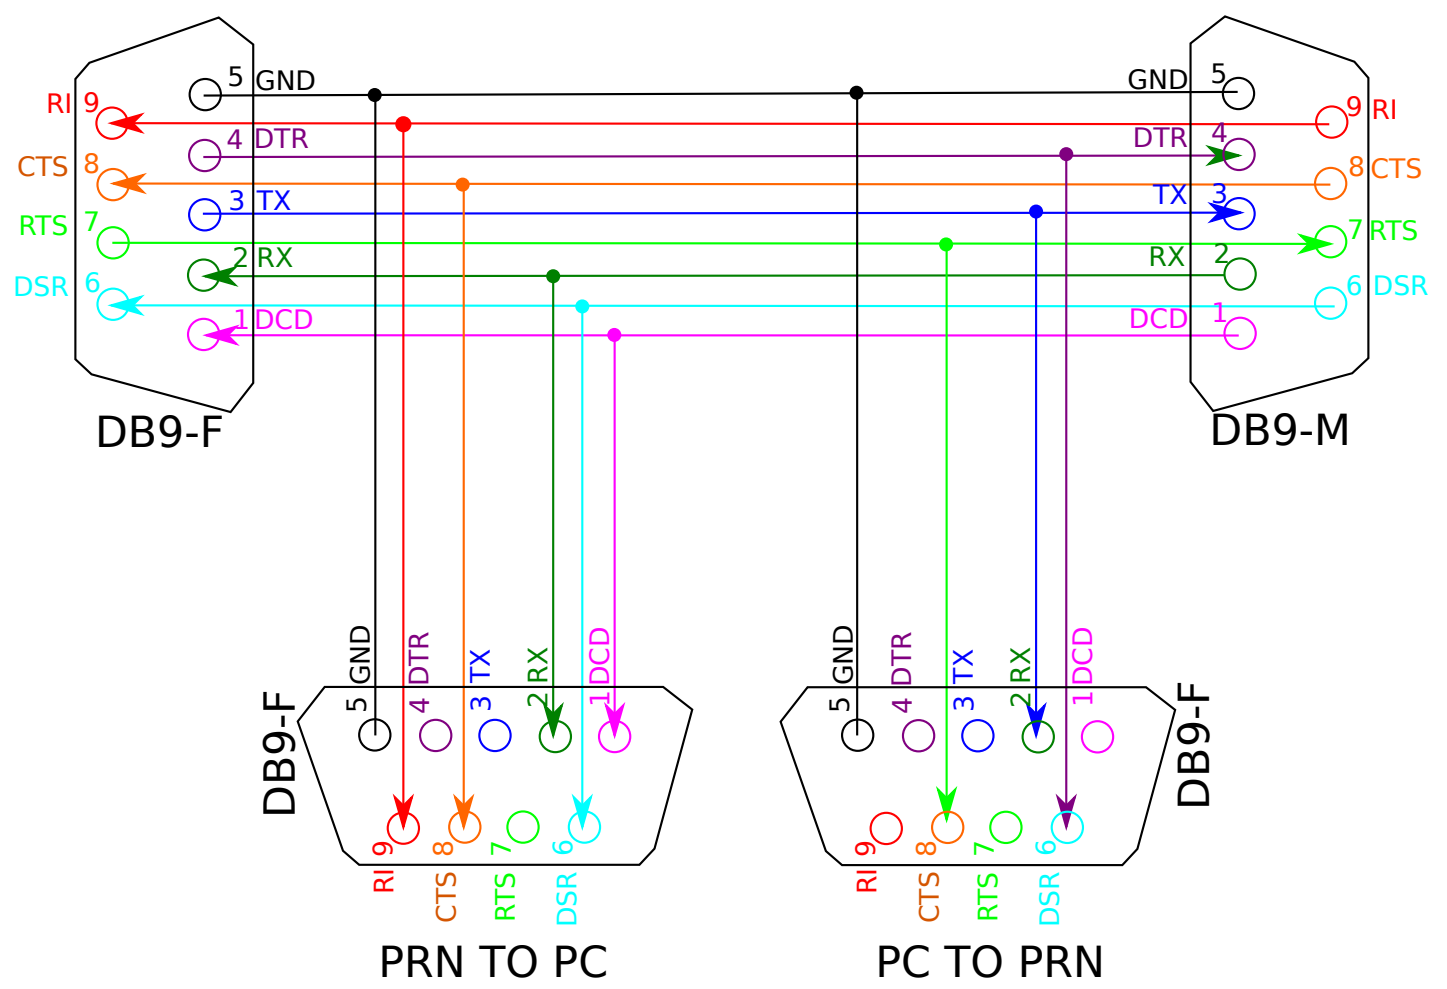 5 GND
RI 9
4 DTR
CTS 8
3 TX
RTS 7
2 RX
DSR 6
1 DCD
DB9-F
GND 5
9 RI
DTR 4
8 CTS
TX 3
7 RTS
RX 2
6 DSR
DCD 1
DB9-M
DB9-F
5 GND
4 DTR
3 TX
2 RX
1 DCD
RI 9
CTS 8
RTS 7
DSR 6
PRN TO PC
5 GND
4 DTR
3 TX
2 RX
1 DCD
RI 9
CTS 8
RTS 7
DSR 6
DB9-F
PC TO PRN